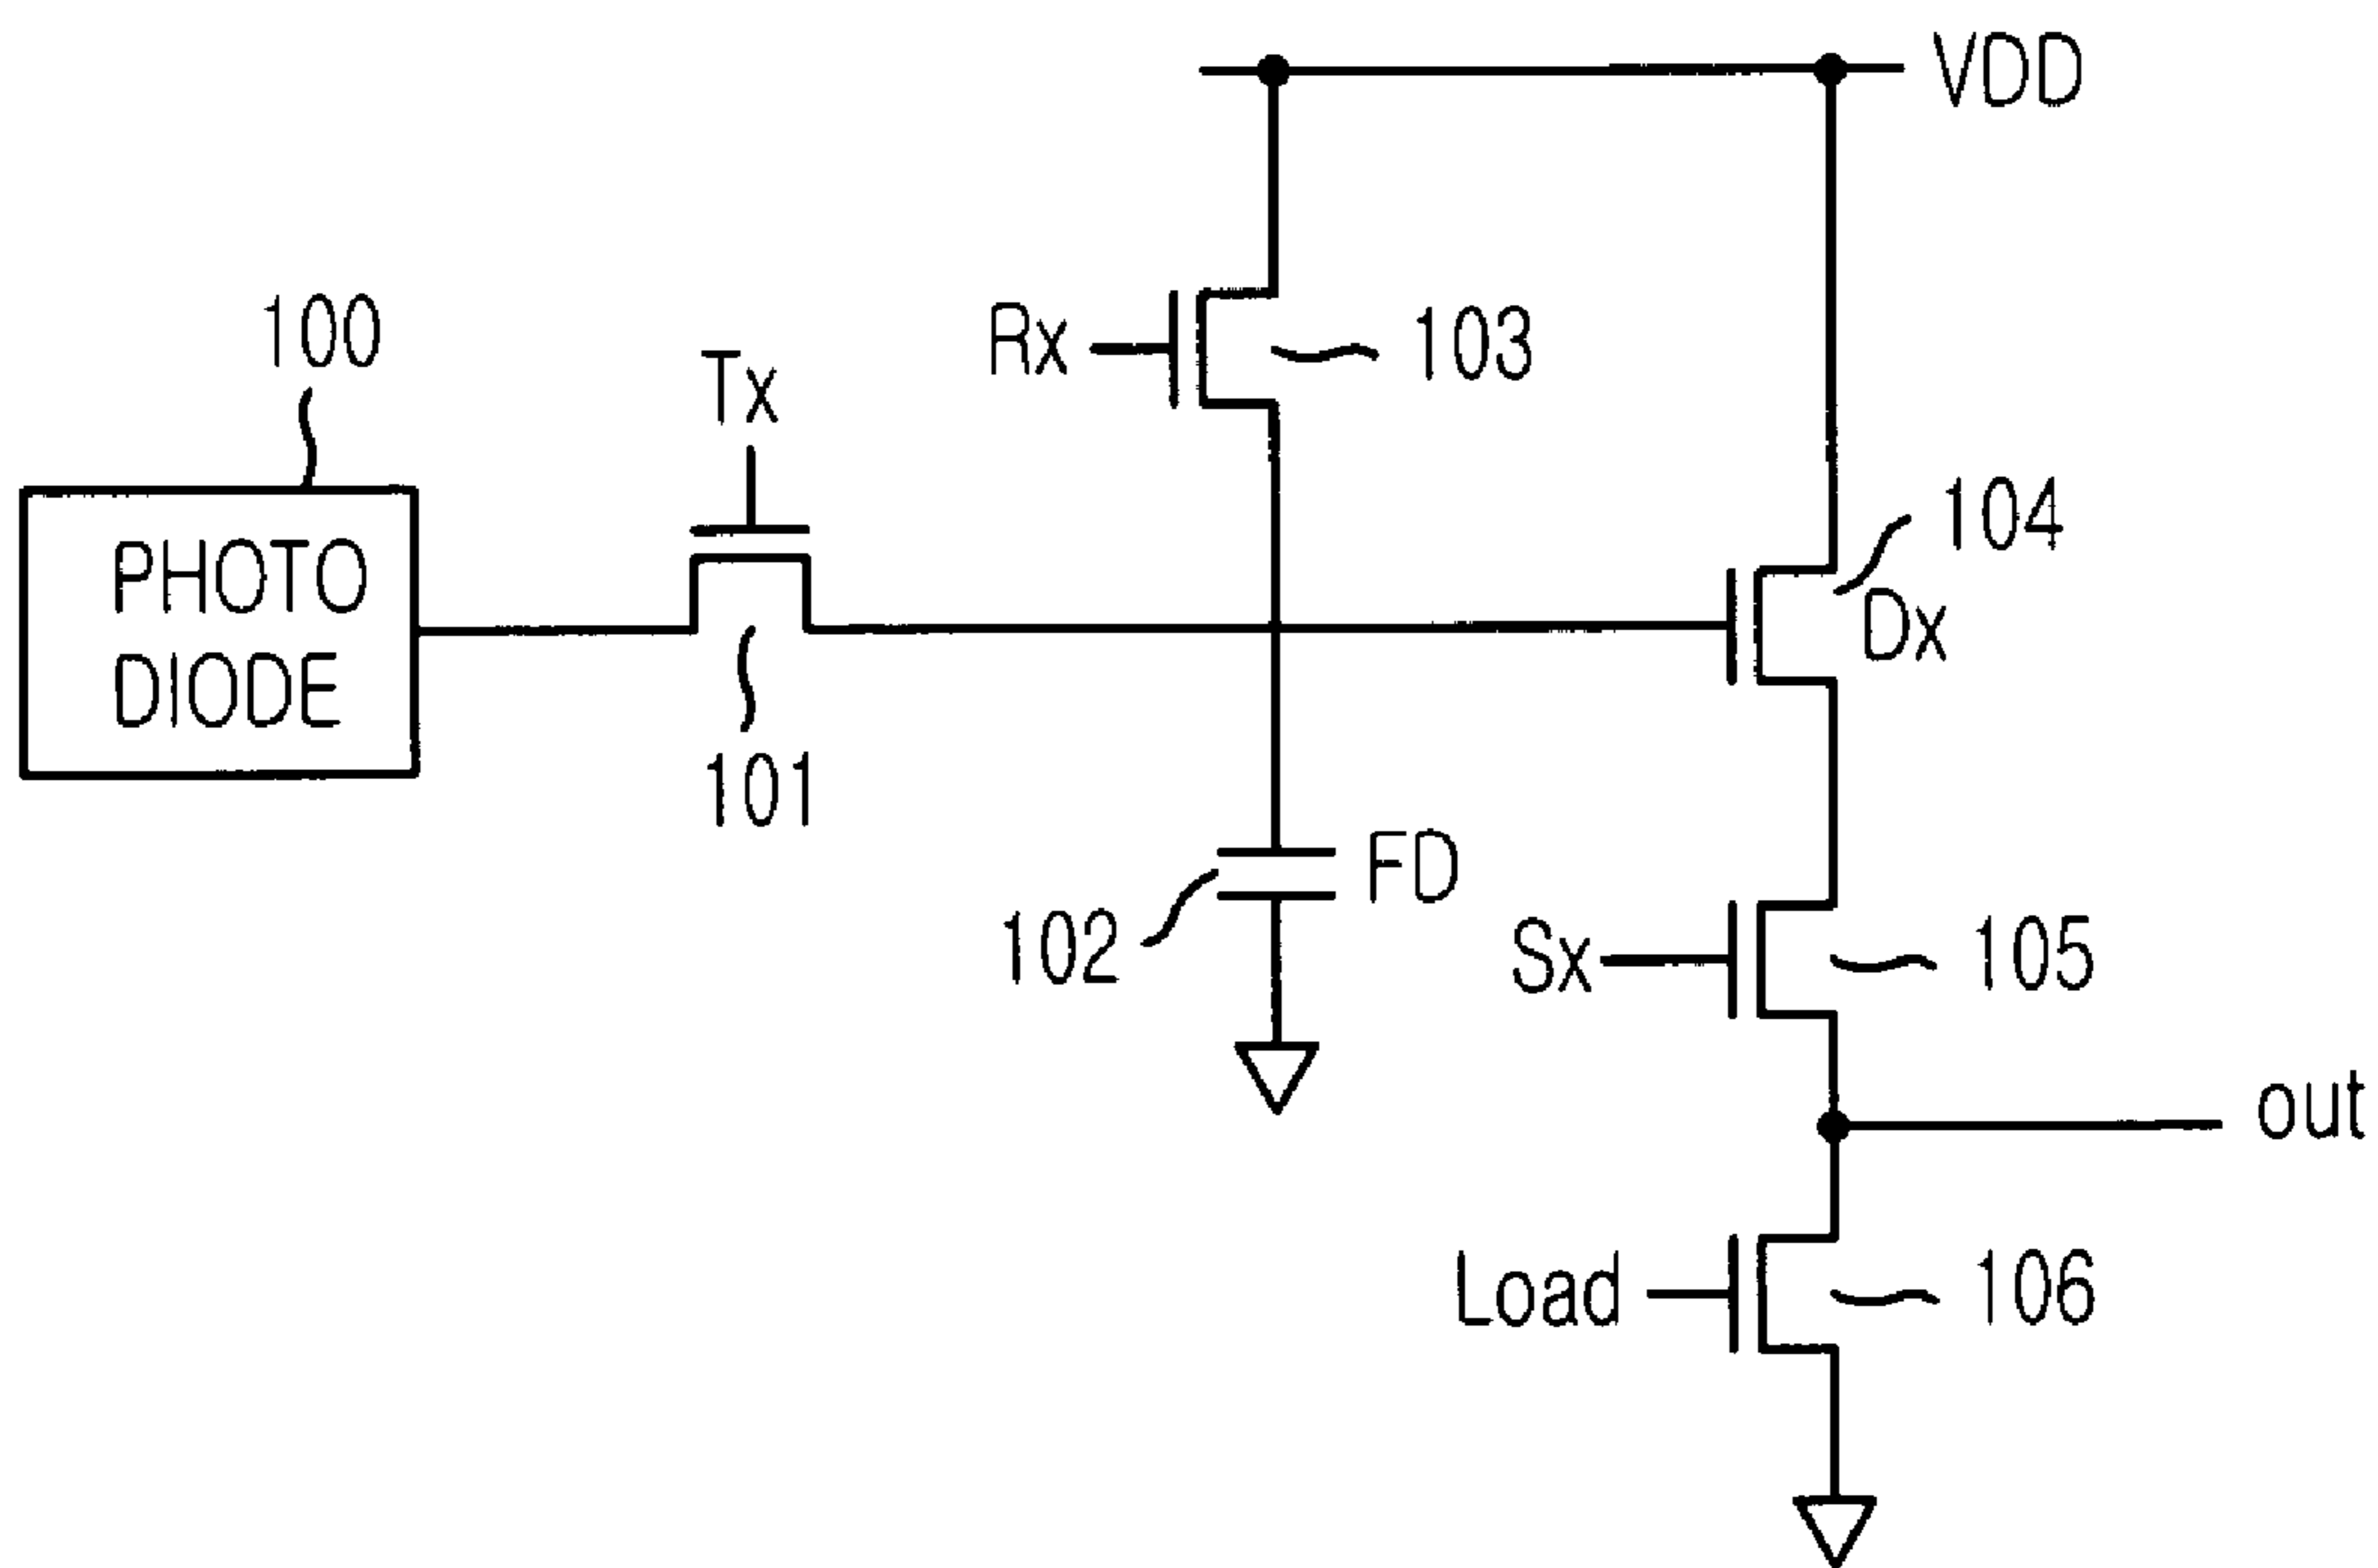 VDD
100
Tx
Rx
103
104
PHOTO
DIODE
Dx
101
FD
102
Sx
105
out
Load
106